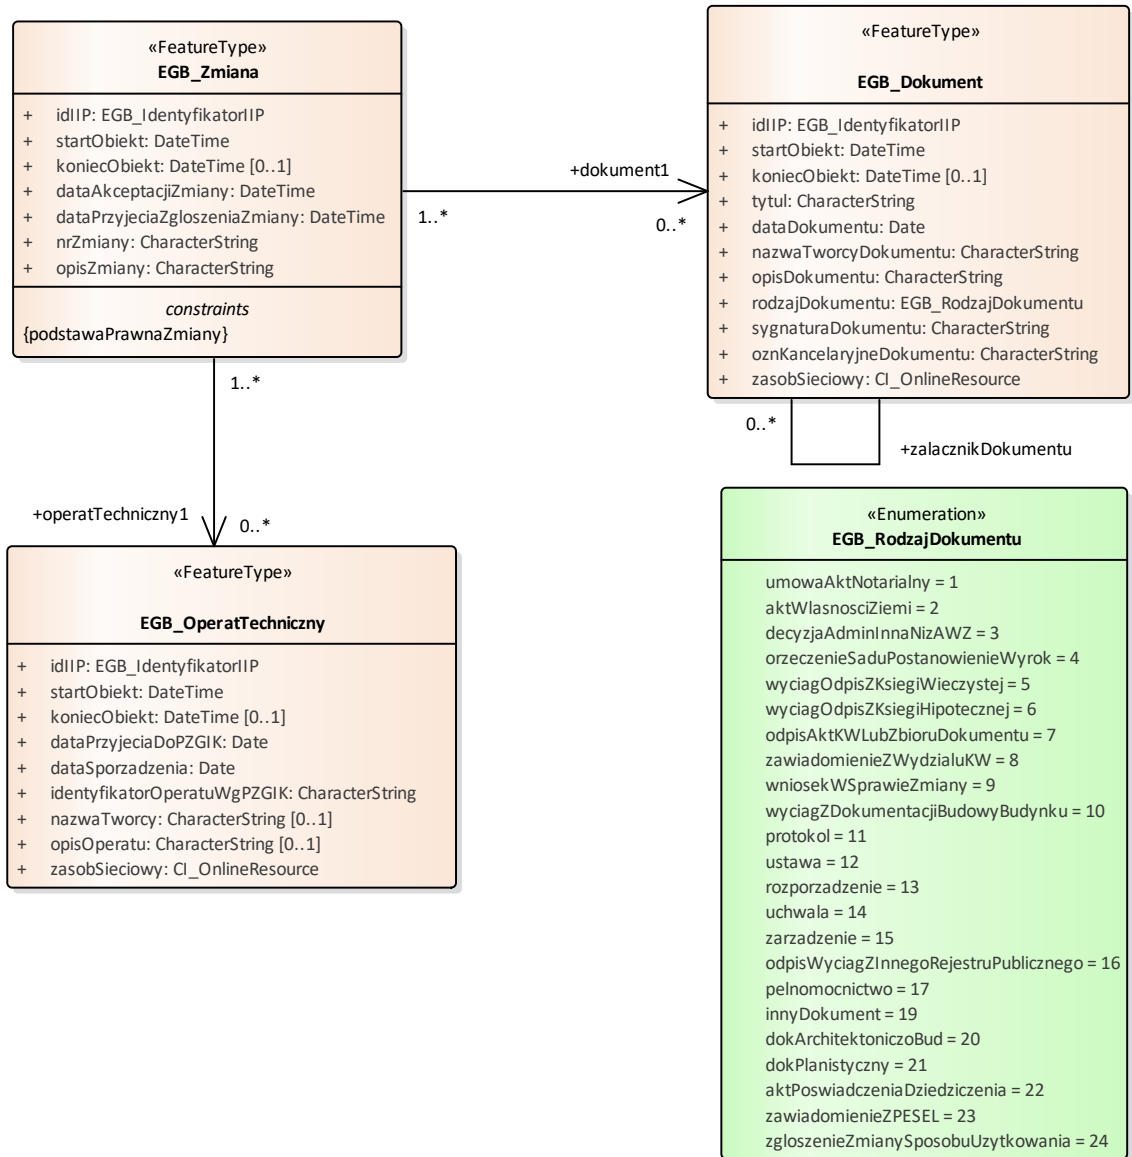 «FeatureType»
EGB_Zmiana
+ idIIP: EGB_IdentyfikatorIIP
+ startObiekt: DateTime
+ koniecObiekt: DateTime [0..1]
+ dataAkceptacjiZmiany: DateTime
+ dataPrzyjeciaZgloszeniaZmiany: DateTime
+ nrZmiany: CharacterString
+ opisZmiany: CharacterString
constraints
{podstawaPrawnaZmiany}
+dokument1
1..*
0..*
«FeatureType»
EGB_Dokument
+ idIIP: EGB_IdentyfikatorIIP
+ startObiekt: DateTime
+ koniecObiekt: DateTime [0..1]
+ tytul: CharacterString
+ dataDokumentu: Date
+ nazwaTworcyDokumentu: CharacterString
+ opisDokumentu: CharacterString
+ rodzajDokumentu: EGB_RodzajDokumentu
+ sygnaturaDokumentu: CharacterString
+ oznKancelaryjneDokumentu: CharacterString
+ zasobSieciowy: CI_OnlineResource
0..*
+zalacznikDokumentu
1..*
+operatTechniczny1
0..*
«FeatureType»
EGB_OperatTechniczny
+ idIIP: EGB_IdentyfikatorIIP
+ startObiekt: DateTime
+ koniecObiekt: DateTime [0..1]
+ dataPrzyjeciaDoPZGIK: Date
+ dataSporzadzenia: Date
+ identyfikatorOperatuWgPZGIK: CharacterString
+ nazwaTworcy: CharacterString [0..1]
+ opisOperatu: CharacterString [0..1]
+ zasobSieciowy: CI_OnlineResource
«Enumeration»
EGB_RodzajDokumentu
umowaAktNotarialny = 1
aktWlasnosciZiemi = 2
decyzjaAdminInnaNizAWZ = 3
orzeczenieSaduPostanowienieWyrok = 4
wyciagOdpisZKsiegiWieczystej = 5
wyciagOdpisZKsiegiHipotecznej = 6
odpisAktKWLubZbioruDokumentu = 7
zawiadomienieZWydzialuKW = 8
wniosekWSprawieZmiany = 9
wyciagZDokumentacjiBudowyBudynku = 10
protokol = 11
ustawa = 12
rozporzadzenie = 13
uchwala = 14
zarzadzenie = 15
odpisWyciagZInnegoRejestruPublicznego = 16
pelnomocnictwo = 17
innyDokument = 19
dokArchitektoniczoBud = 20
dokPlanistyczny = 21
aktPoswiadczeniaDziedziczenia = 22
zawiadomienieZPESEL = 23
zgloszenieZmianySposobuUzytkowania = 24